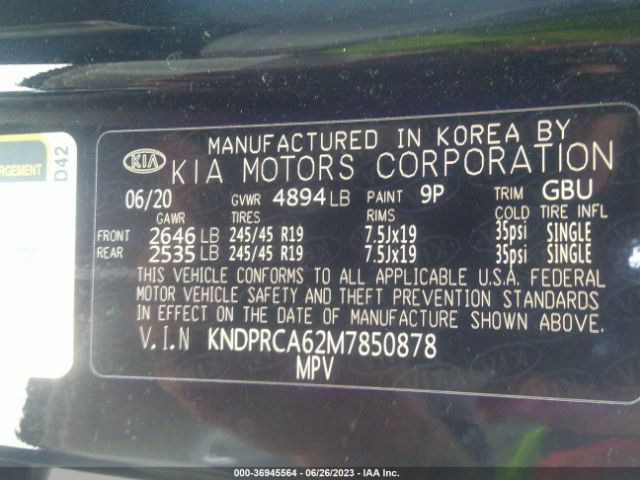 MANUFACTURED IN KOREA BY
KIA KIA MOTORS CORPORATION
06/20 GVWR 4894 LB PAINT 9P TRIM GBU
GAWR TIRES RIMS COLD TIRE INFL
FRONT 2646 LB 245/45 R19 7.5Jx19 35psi SINGLE
REAR 2535 LB 245/45 R19 7.5Jx19 35psi SINGLE
THIS VEHICLE CONFORMS TO ALL APPLICABLE U.S.A. FEDERAL
MOTOR VEHICLE SAFETY AND THEFT PREVENTION STANDARDS
IN EFFECT ON THE DATE OF MANUFACTURE SHOWN ABOVE.
V.I.N KNDPRCA62M7850878
MPV
D42
000-36945564 / 06/26/2023 - IAA Inc.